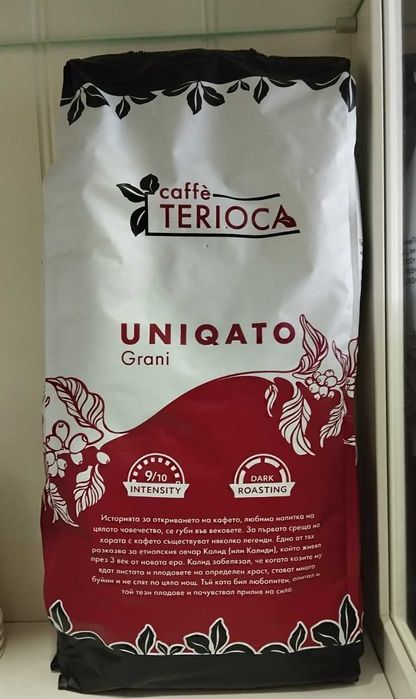 caffè
TERIOCA
UNIQATO
Grani
9/10
INTENSITY
DARK
ROASTING
Историята за откриването на кафето, любима напитка на
цялото човечество, се губи във вековете. За първата среща на
хората с кафето съществуват няколко легенди. Едно от тях
разказва за етиопския овчар Калид (или Калиди), който живял
през 3 век от новата ера. Калид забелязал, че когато козите му
ядат листата и плодовете на определен храст, стават много
буйни и не спят по цяла нощ. Тъй като бил любопитен, опитал и
той тези плодове и почувствал прилив на сила.